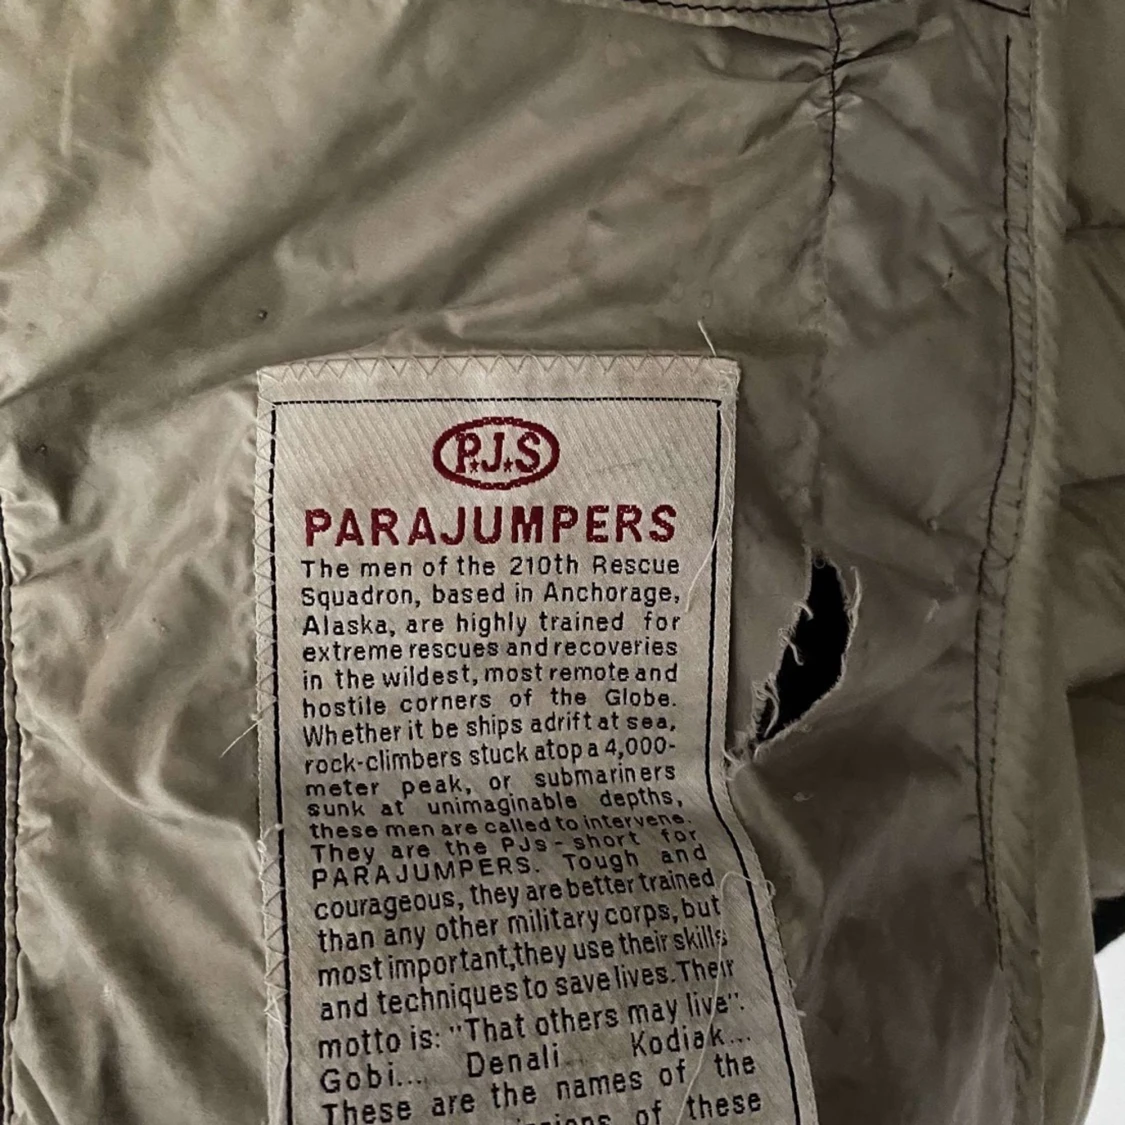 P.J.S
PARAJUMPERS
The men of the 210th Rescue
Squadron, based in Anchorage,
Alaska, are highly trained for
extreme rescues and recoveries
in the wildest, most remote and
hostile corners of the Globe.
Whether it be ships adrift at sea,
rock-climbers stuck atop a 4,000-
meter peak, or submariners
sunk at unimaginable depths,
these men are called to intervene.
They are the PJs - short for
PARAJUMPERS. Tough and
courageous, they are better trained
than any other military corps, but
most important,they use their skills
and techniques to save lives. Their
motto is: "That others may live".
Gobi... Denali... Kodiak...
These are the names of the
of these